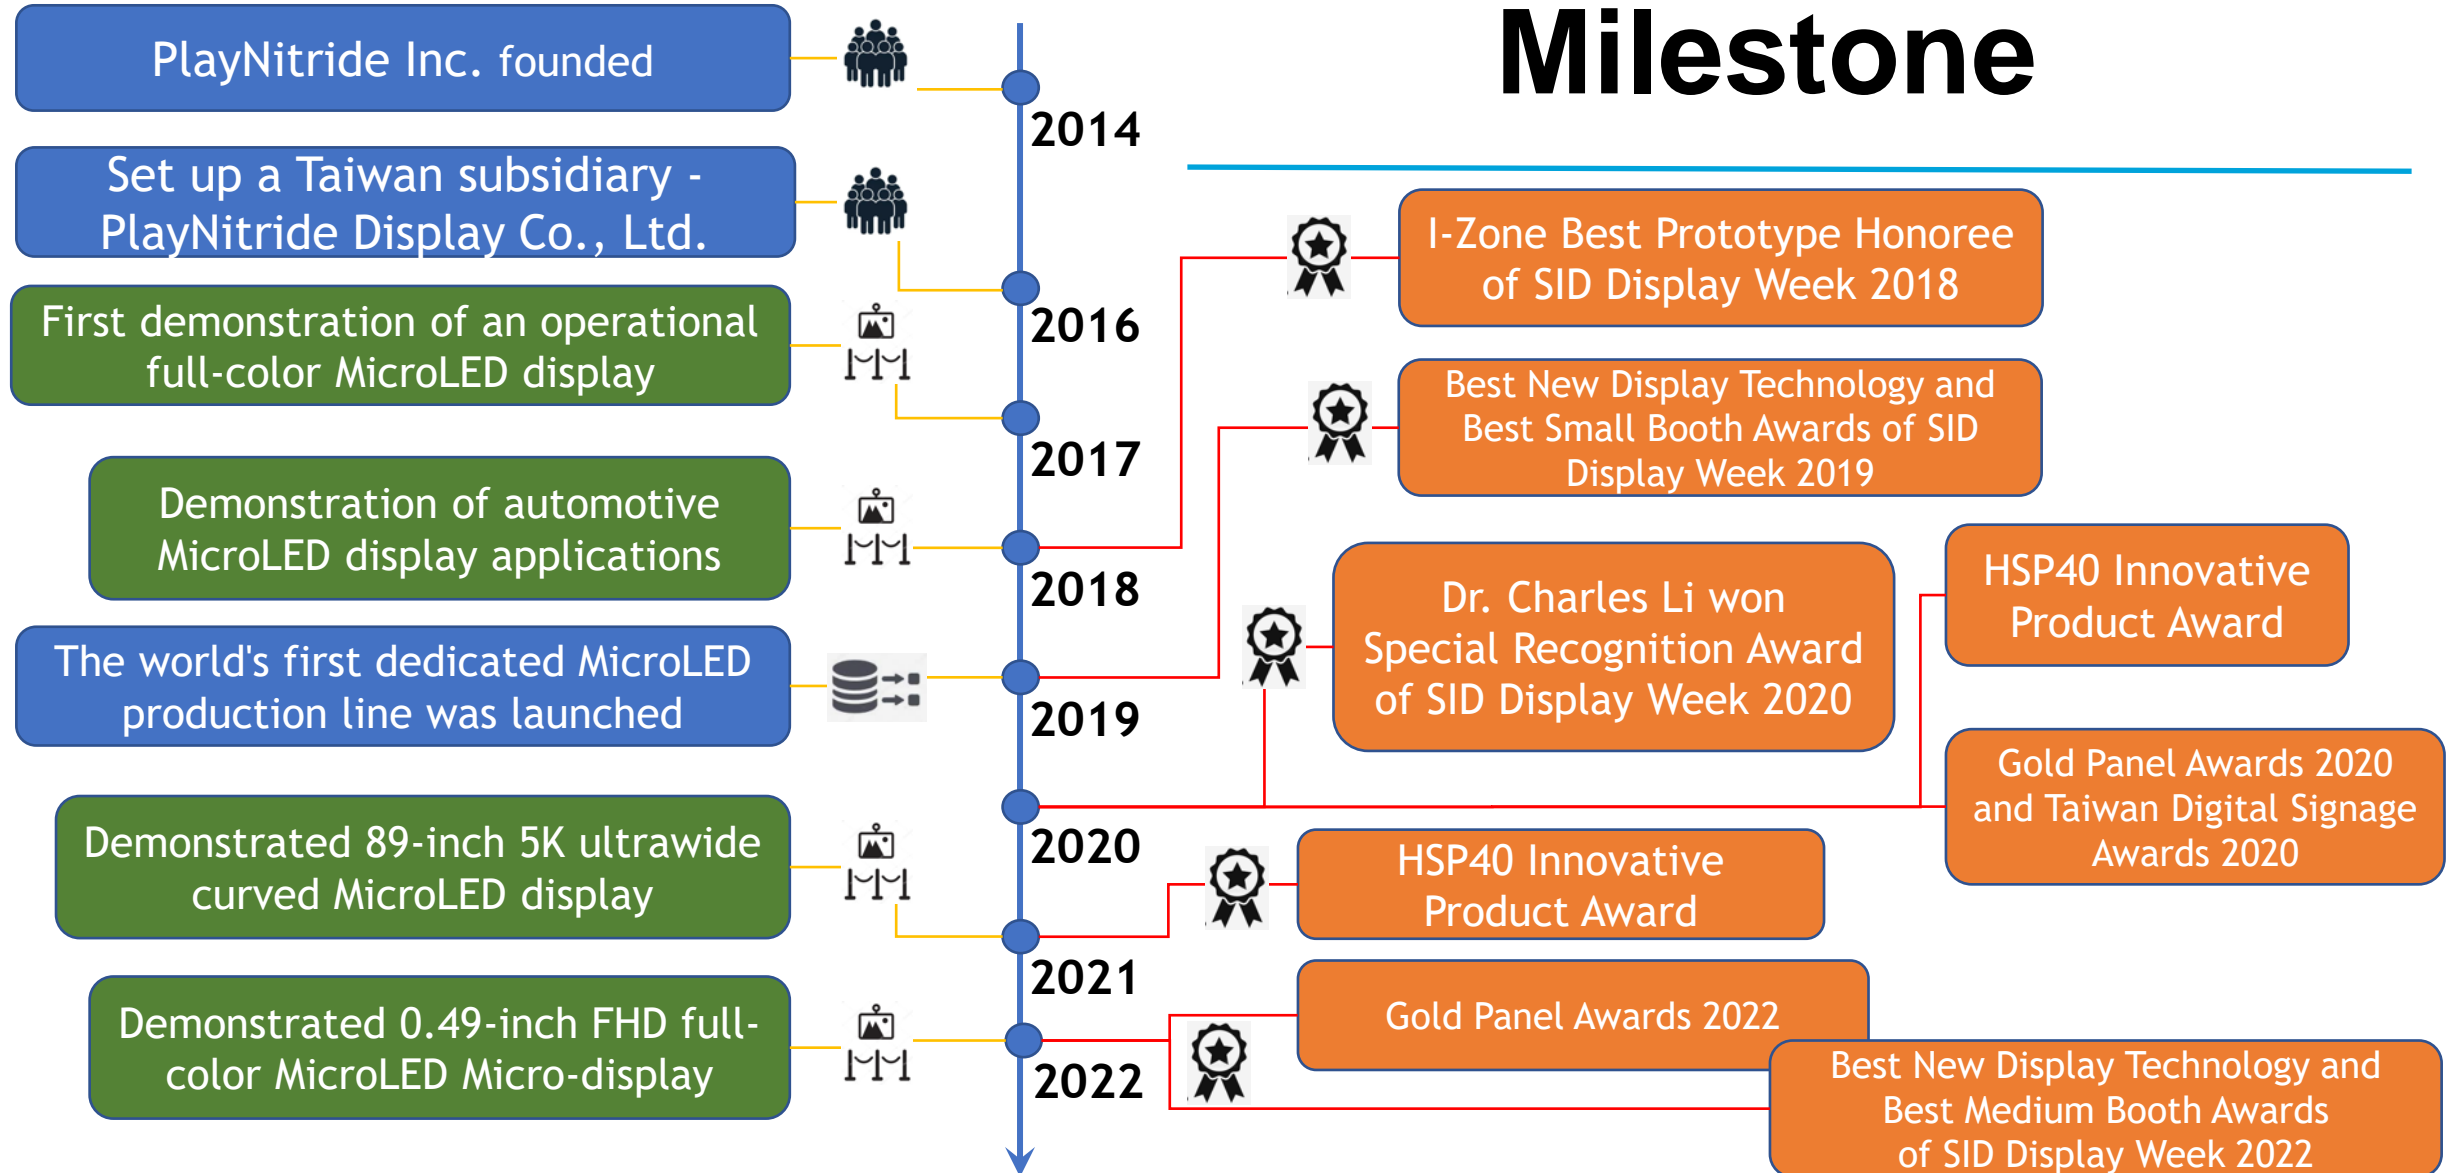 Milestone
PlayNitride Inc. founded
2014
Set up a Taiwan subsidiary -
PlayNitride Display Co., Ltd.
2016
First demonstration of an operational
full-color MicroLED display
2017
Demonstration of automotive
MicroLED display applications
2018
I-Zone Best Prototype Honoree
of SID Display Week 2018
The world's first dedicated MicroLED
production line was launched
2019
Best New Display Technology and
Best Small Booth Awards of SID
Display Week 2019
2020
Dr. Charles Li won
Special Recognition Award
of SID Display Week 2020
HSP40 Innovative
Product Award
Gold Panel Awards 2020
and Taiwan Digital Signage
Awards 2020
Demonstrated 89-inch 5K ultrawide
curved MicroLED display
2021
HSP40 Innovative
Product Award
Demonstrated 0.49-inch FHD full-
color MicroLED Micro-display
2022
Gold Panel Awards 2022
Best New Display Technology and
Best Medium Booth Awards
of SID Display Week 2022